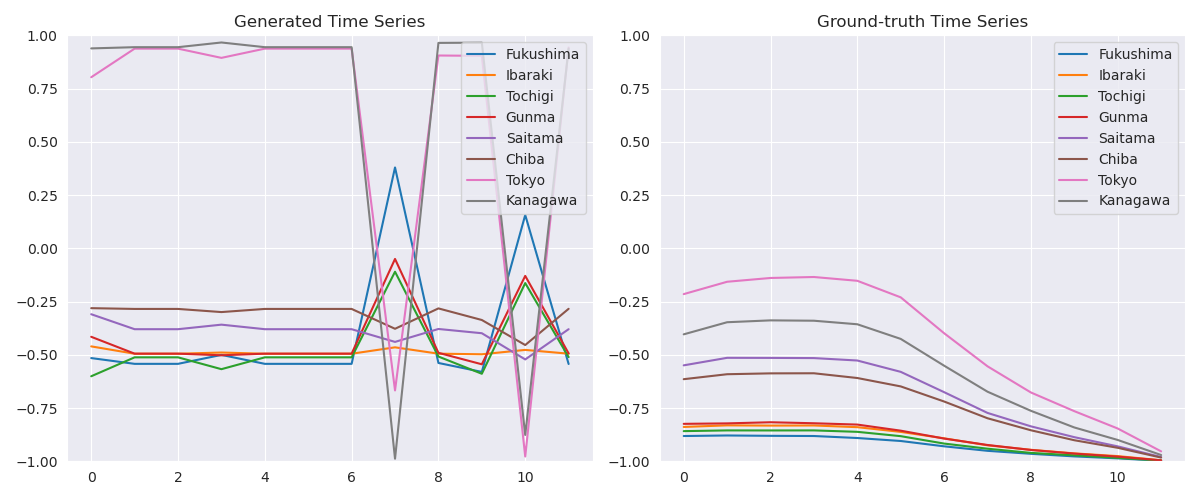 Generated Time Series
1.00
0.75
0.50
0.25
0.00
−0.25
−0.50
−0.75
−1.00
0 2 4 6 8 10
Fukushima
Ibaraki
Tochigi
Gunma
Saitama
Chiba
Tokyo
Kanagawa
Ground-truth Time Series
1.00
0.75
0.50
0.25
0.00
−0.25
−0.50
−0.75
−1.00
0 2 4 6 8 10
Fukushima
Ibaraki
Tochigi
Gunma
Saitama
Chiba
Tokyo
Kanagawa